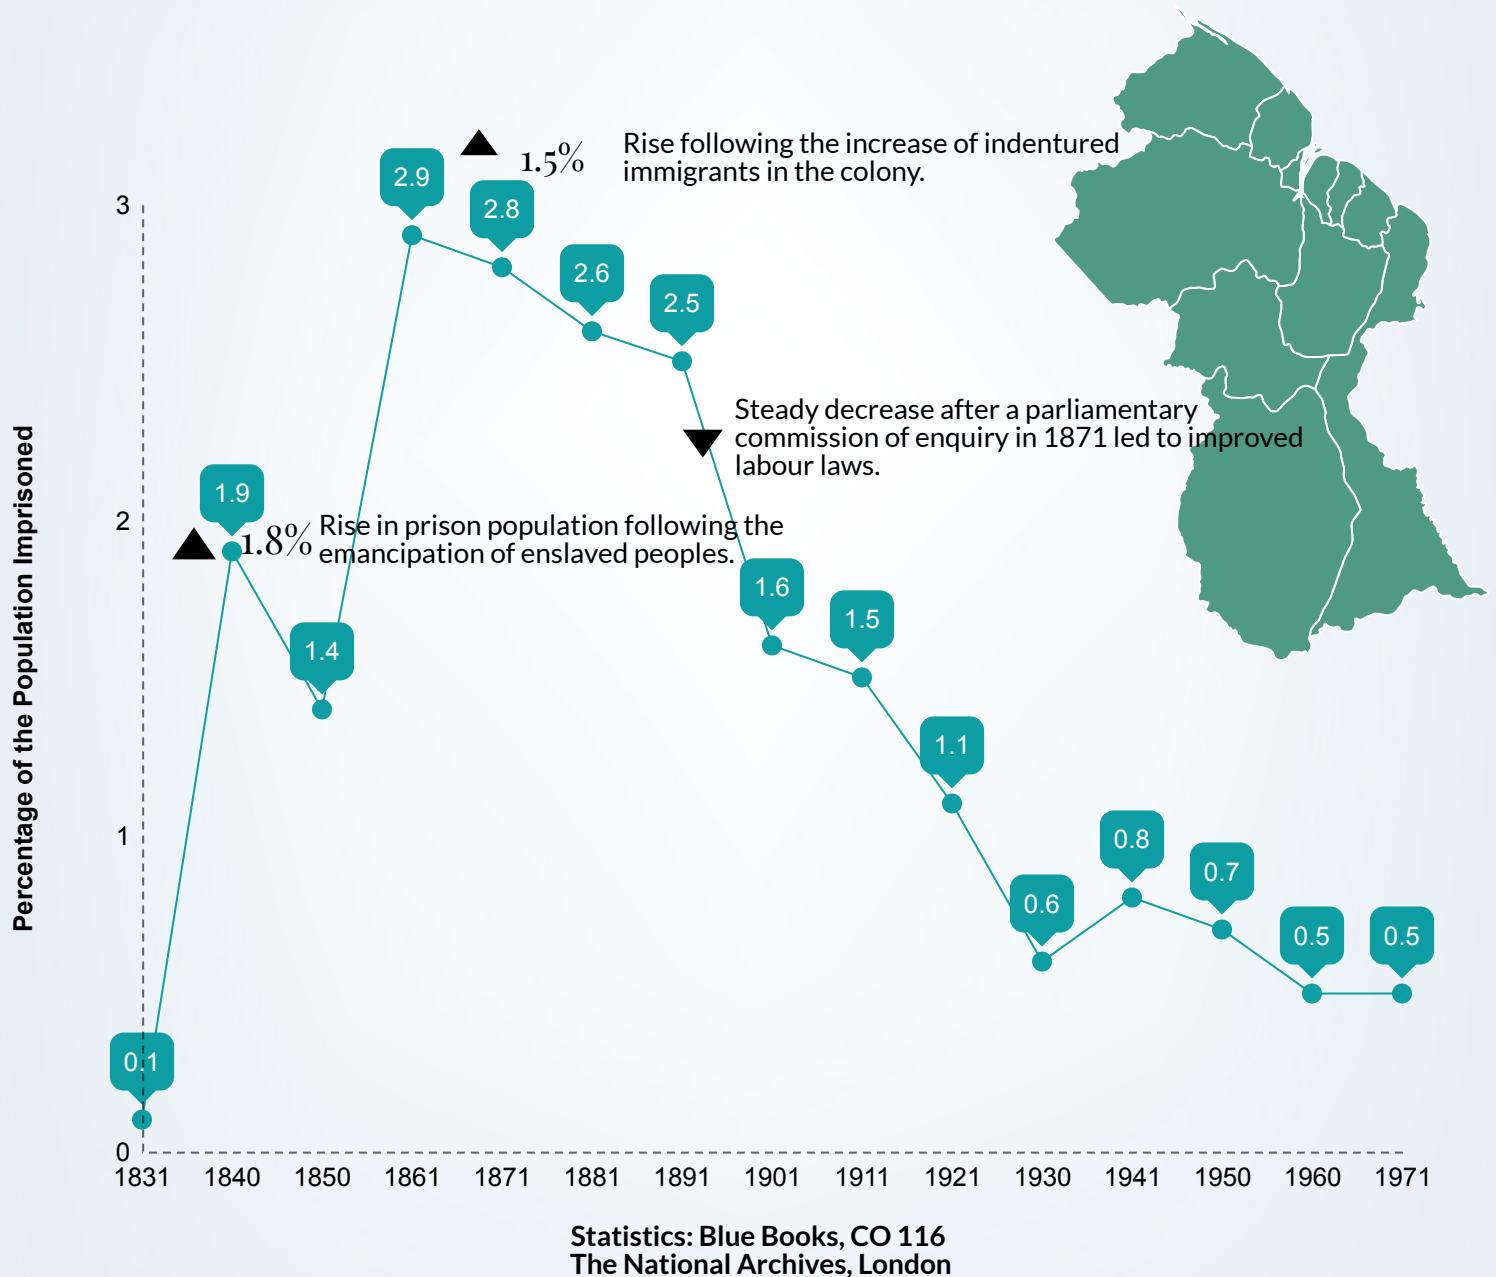 1.5%
Rise following the increase of indentured
immigrants in the colony.
2.9
2.8
3
2.6
2.5
Steady decrease after a parliamentary
commission of enquiry in 1871 led to improved
labour laws.
1.9
2
1.8%
Rise in prison population following the
emancipation of enslaved peoples.
1.6
1.5
1.4
1.1
1
0.8
0.7
0.6
0.5
0.5
0.1
0
Percentage of the Population Imprisoned
1831 1840 1850 1861 1871 1881 1891 1901 1911 1921 1930 1941 1950 1960 1971
Statistics: Blue Books, CO 116
The National Archives, London